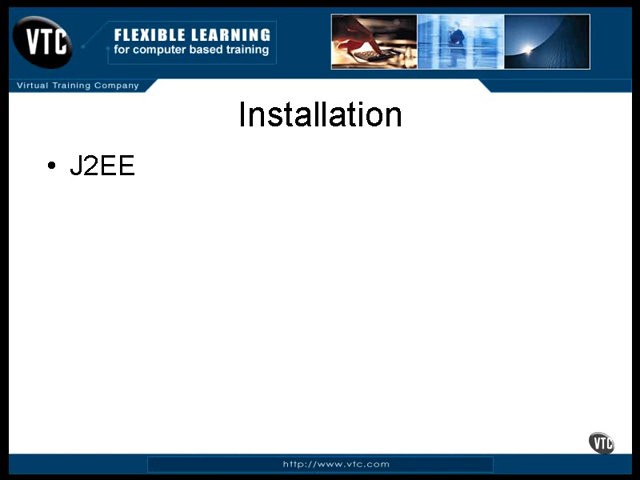 VTC
FLEXIBLE LEARNING
for computer based training
Virtual Training Company
Installation
• J2EE
VTC
http://www.vtc.com